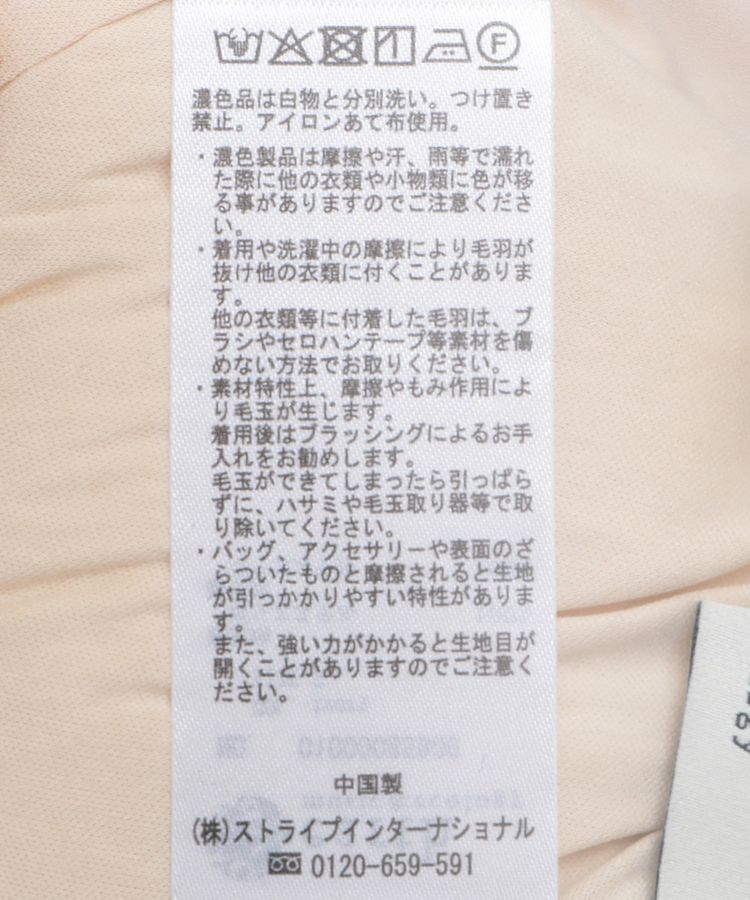 F
濃色品は白物と分別洗い。つけ置き
禁止。アイロンあて布使用。
・濃色製品は摩擦や汗、雨等で濡れ
た際に他の衣類や小物類に色が移
る事がありますのでご注意くださ
い。
・着用や洗濯中の摩擦により毛羽が
抜け他の衣類に付くことがありま
す。
他の衣類等に付着した毛羽は、ブ
ラシやセロハンテープ等素材を傷
めない方法でお取りください。
・素材特性上、摩擦やもみ作用によ
り毛玉が生じます。
着用後はブラッシングによるお手
入れをお勧めします。
毛玉ができてしまったら引っぱら
ずに、ハサミや毛玉取り器等で取
り除いてください。
・バッグ、アクセサリーや表面のざ
らついたものと摩擦されると生地
が引っかかりやすい特性がありま
す。
また、強い力がかかると生地目が
開くことがありますのでご注意く
ださい。
中国製
(株)ストライプインターナショナル
0120-659-591